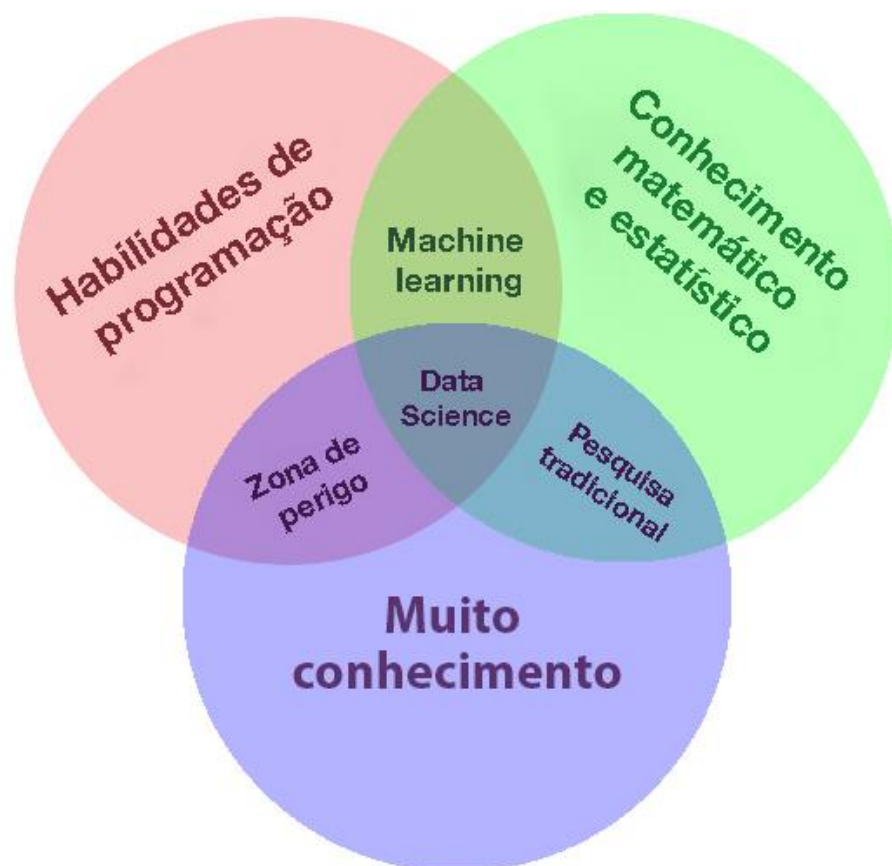 Habilidades de
programação
Conhecimento
matemático
e estatístico
Machine
learning
Data
Science
Zona de
perigo
Pesquisa
tradicional
Muito
conhecimento